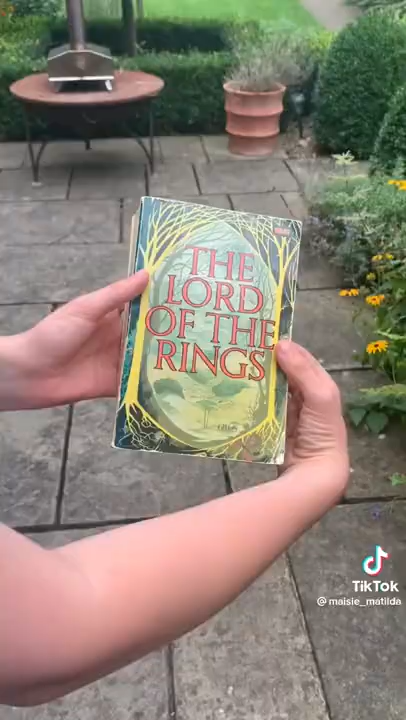 THE
LORD
OF THE
RINGS
TikTok
@maisie_matilda